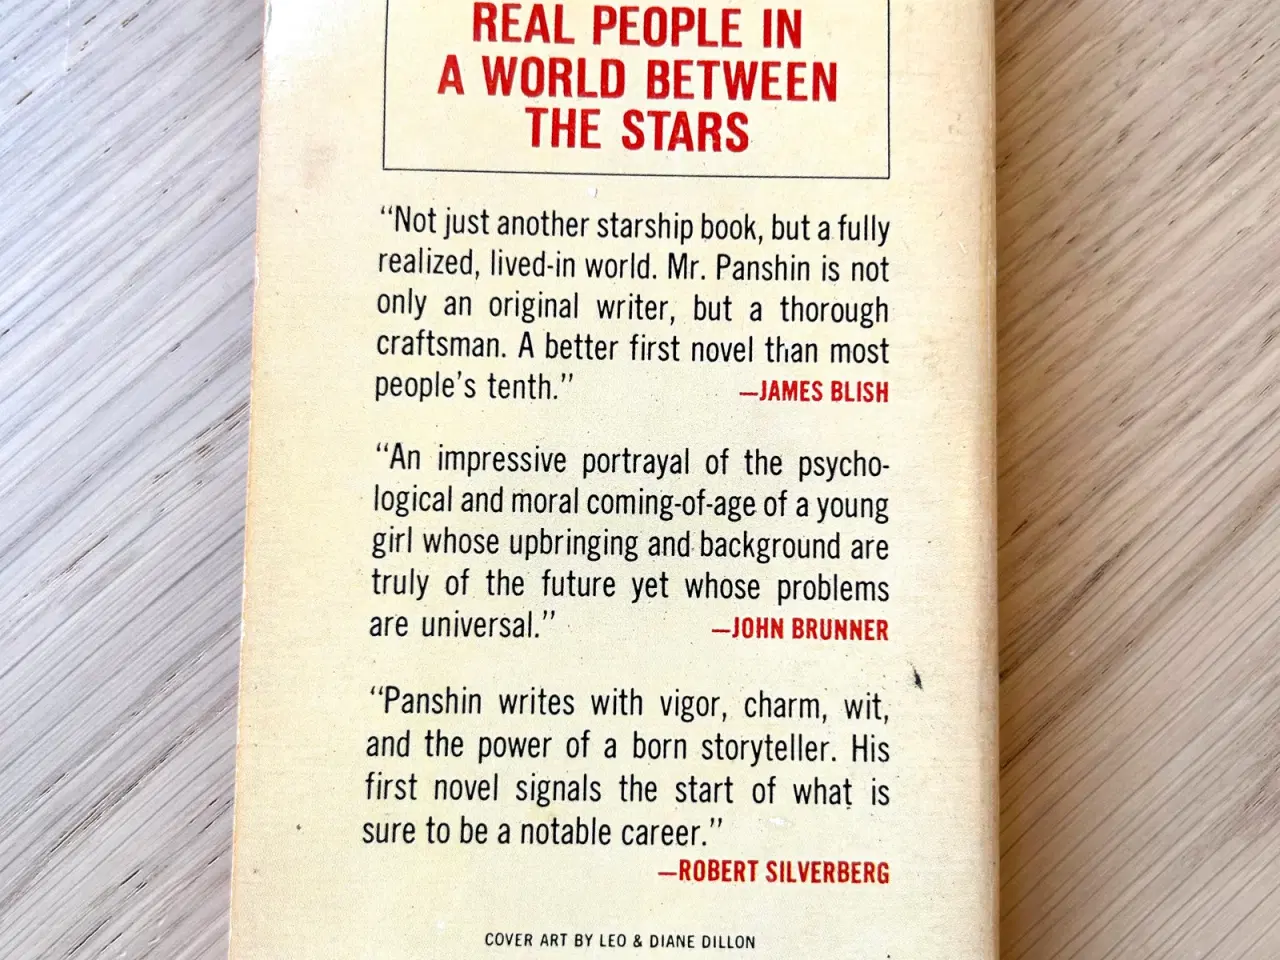 REAL PEOPLE IN
A WORLD BETWEEN
THE STARS
“Not just another starship book, but a fully
realized, lived-in world. Mr. Panshin is not
only an original writer, but a thorough
craftsman. A better first novel than most
people’s tenth.” —JAMES BLISH
“An impressive portrayal of the psycho-
logical and moral coming-of-age of a young
girl whose upbringing and background are
truly of the future yet whose problems
are universal.” —JOHN BRUNNER
“Panshin writes with vigor, charm, wit,
and the power of a born storyteller. His
first novel signals the start of what is
sure to be a notable career.”
—ROBERT SILVERBERG
COVER ART BY LEO & DIANE DILLON